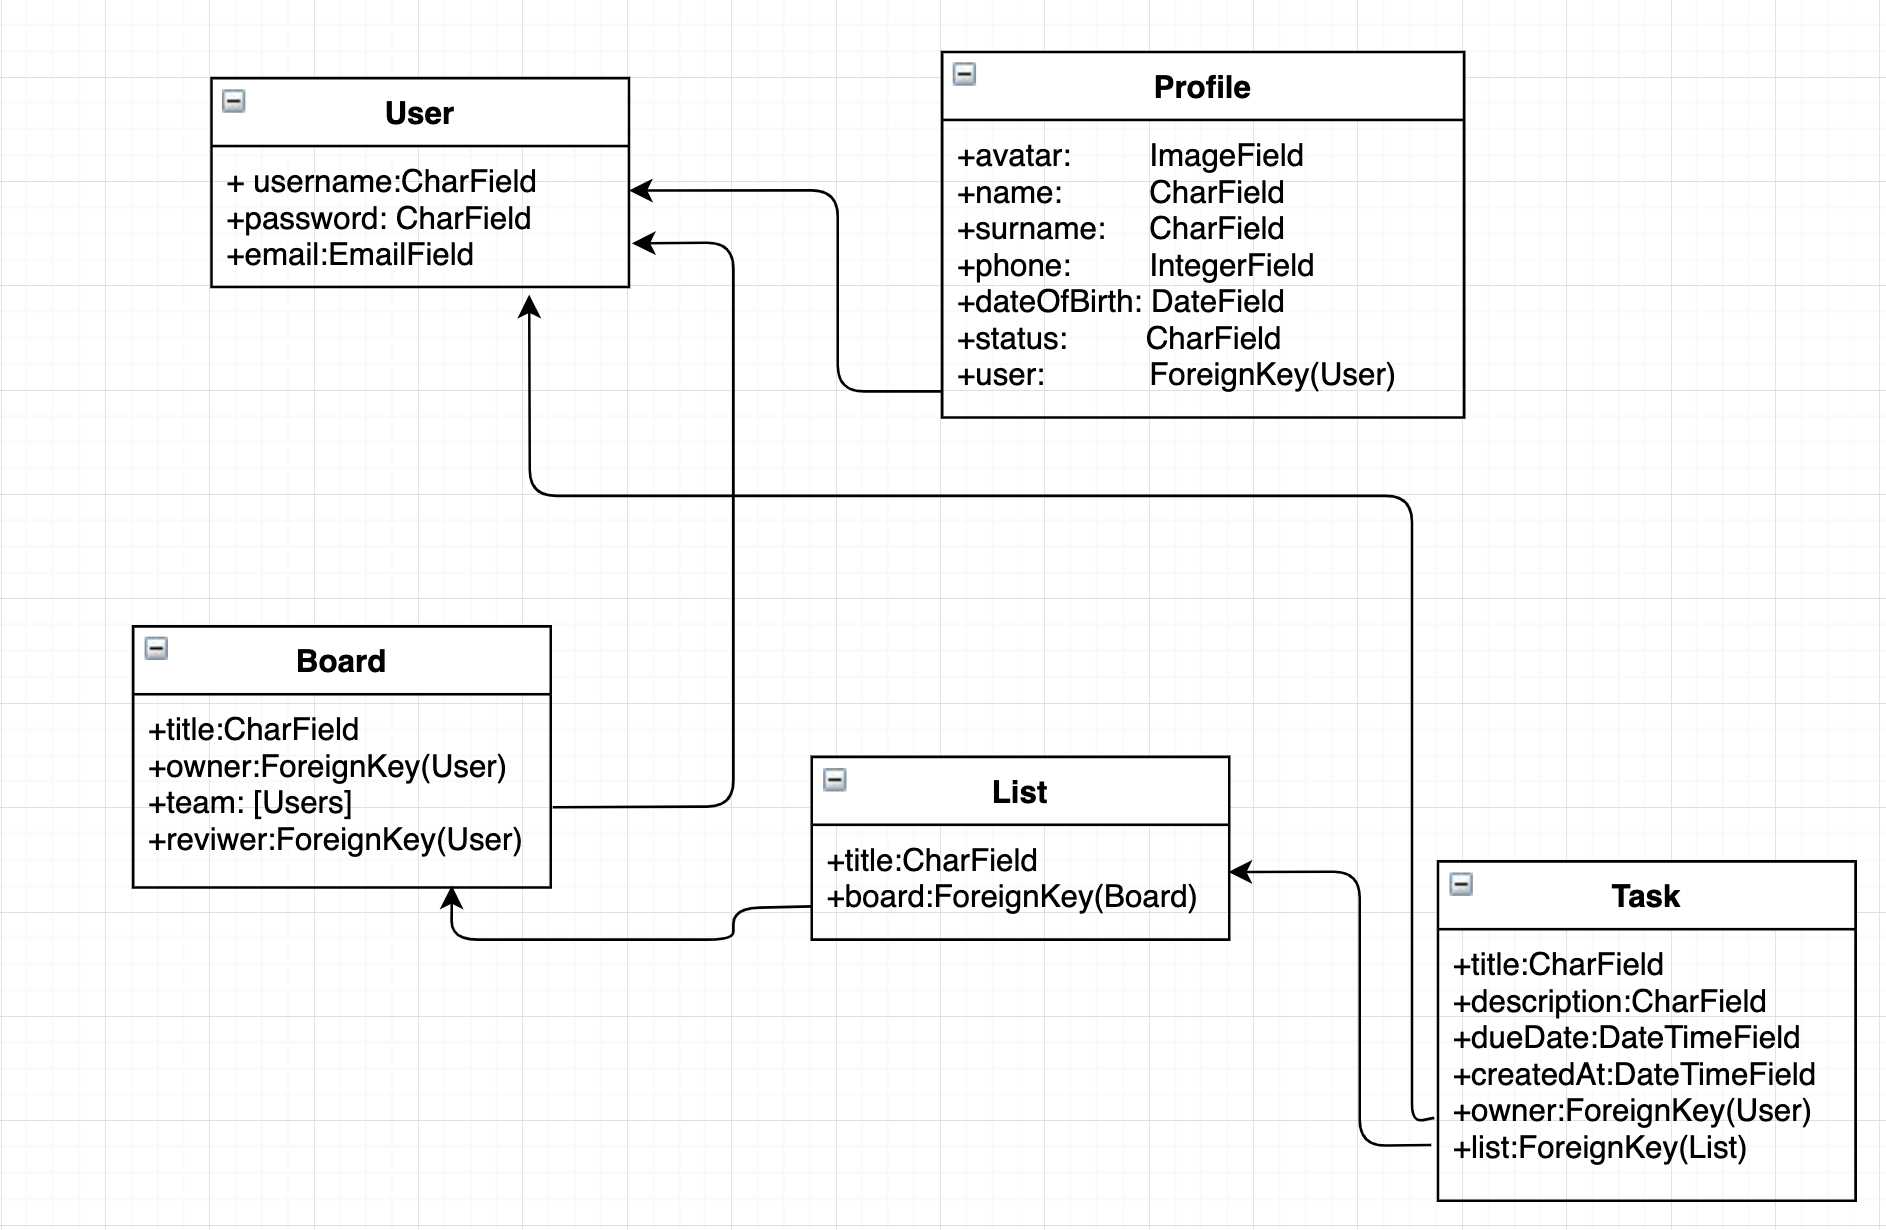 User
+ username:CharField
+password: CharField
+email:EmailField
Profile
+avatar: ImageField
+name: CharField
+surname: CharField
+phone: IntegerField
+dateOfBirth: DateField
+status: CharField
+user: ForeignKey(User)
Board
+title:CharField
+owner:ForeignKey(User)
+team: [Users]
+reviwer:ForeignKey(User)
List
+title:CharField
+board:ForeignKey(Board)
Task
+title:CharField
+description:CharField
+dueDate:DateTimeField
+createdAt:DateTimeField
+owner:ForeignKey(User)
+list:ForeignKey(List)